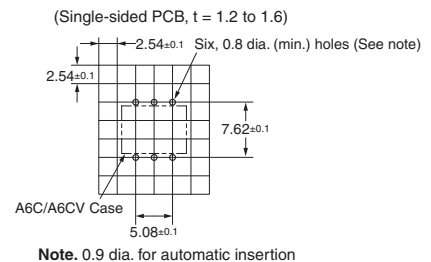 (Single-sided PCB, t = 1.2 to 1.6)
2.54±0.1 Six, 0.8 dia. (min.) holes (See note)
2.54±0.1
7.62±0.1
A6C/A6CV Case
5.08±0.1
Note. 0.9 dia. for automatic insertion